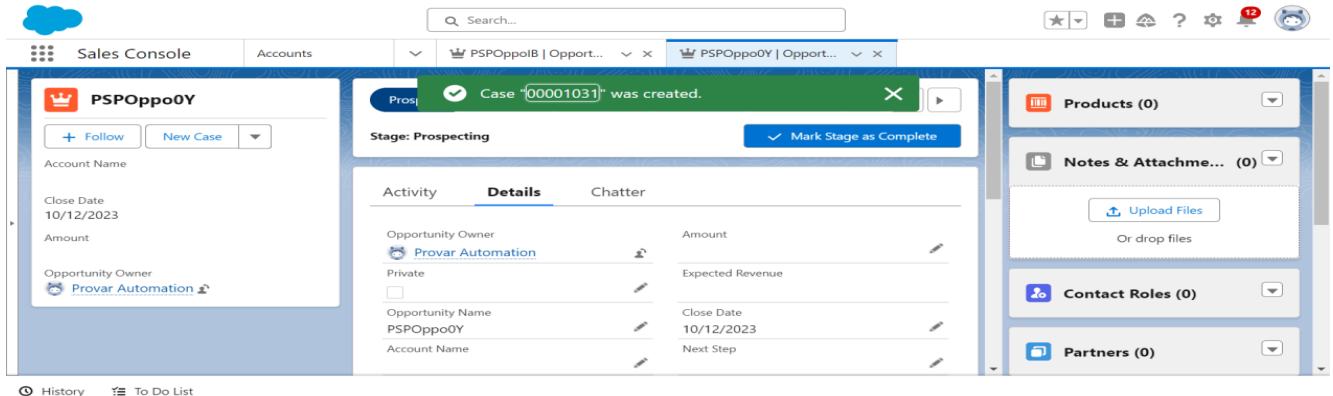 Search...
12
Sales Console
Accounts
PSPOppoIB | Opport...
PSPOppo0Y | Opport...
PSPOppo0Y
+ Follow
New Case
Account Name
Close Date
10/12/2023
Amount
Opportunity Owner
Provar Automation
Case "00001031" was created.
Stage: Prospecting
Mark Stage as Complete
Activity
Details
Chatter
Opportunity Owner
Provar Automation
Amount
Private
Expected Revenue
Opportunity Name
PSPOppo0Y
Close Date
10/12/2023
Account Name
Next Step
Products (0)
Notes & Attachme... (0)
Upload Files
Or drop files
Contact Roles (0)
Partners (0)
History
To Do List